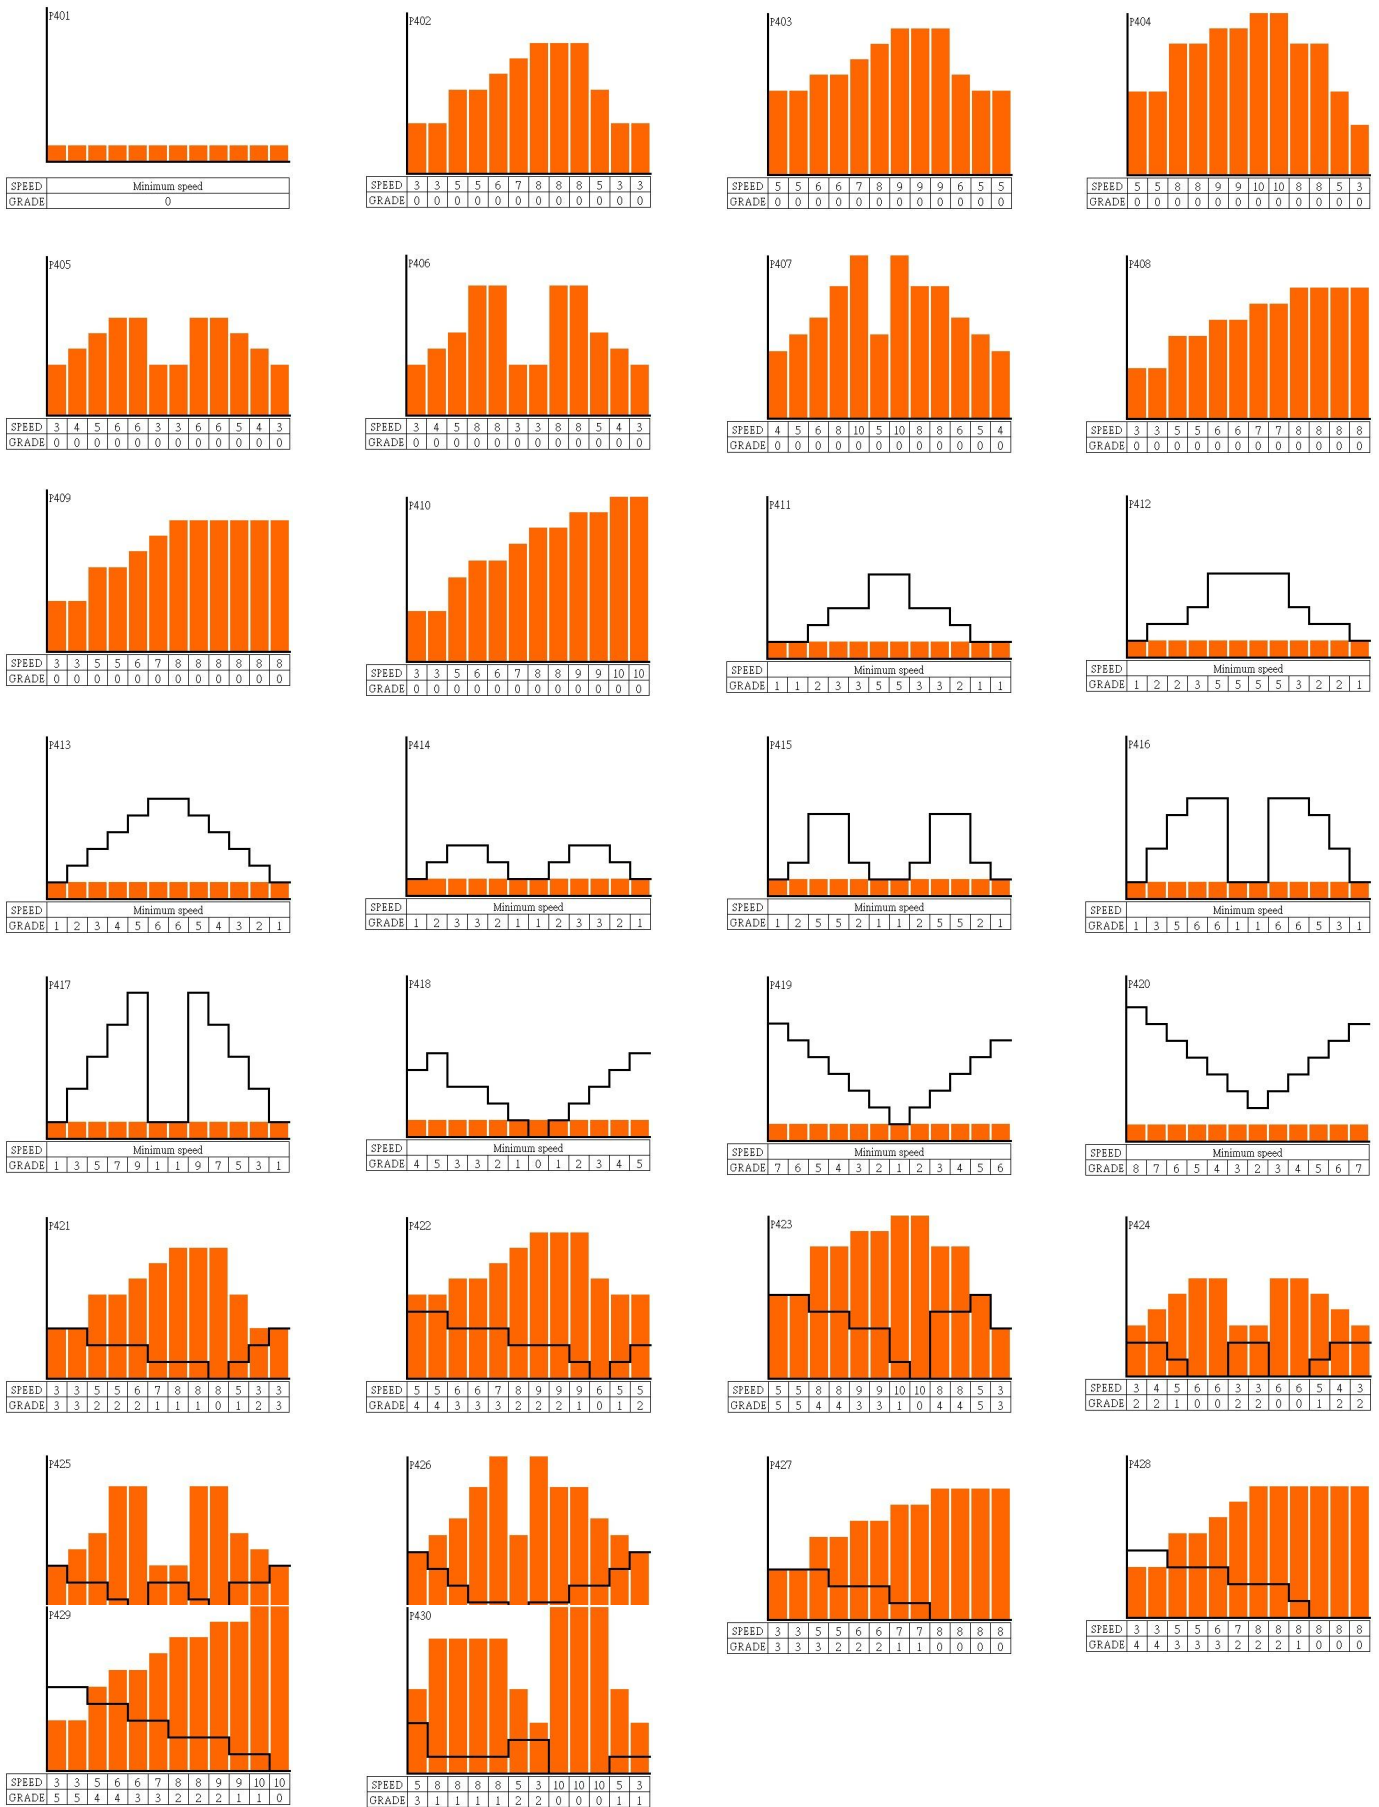 P401
SPEED Minimum speed
GRADE 0
P402
SPEED 3 3 5 5 6 7 8 8 8 5 3 3
GRADE 0 0 0 0 0 0 0 0 0 0 0 0
P403
SPEED 5 5 6 6 7 8 9 9 9 6 5 5
GRADE 0 0 0 0 0 0 0 0 0 0 0 0
P404
SPEED 5 5 8 8 9 9 10 10 8 8 5 3
GRADE 0 0 0 0 0 0 0 0 0 0 0 0
P405
SPEED 3 4 5 6 6 3 3 6 6 5 4 3
GRADE 0 0 0 0 0 0 0 0 0 0 0 0
P406
SPEED 3 4 5 8 8 3 3 8 8 5 4 3
GRADE 0 0 0 0 0 0 0 0 0 0 0 0
P407
SPEED 4 5 6 8 10 5 10 8 8 6 5 4
GRADE 0 0 0 0 0 0 0 0 0 0 0 0
P408
SPEED 3 3 5 5 6 6 7 7 8 8 8 8
GRADE 0 0 0 0 0 0 0 0 0 0 0 0
P409
SPEED 3 3 5 5 6 7 8 8 8 8 8 8
GRADE 0 0 0 0 0 0 0 0 0 0 0 0
P410
SPEED 3 3 5 6 6 7 8 8 9 9 10 10
GRADE 0 0 0 0 0 0 0 0 0 0 0 0
P411
SPEED Minimum speed
GRADE 1 1 2 3 3 5 5 3 3 2 1 1
P412
SPEED Minimum speed
GRADE 1 2 2 3 5 5 5 5 3 2 2 1
P413
SPEED Minimum speed
GRADE 1 2 3 4 5 6 6 5 4 3 2 1
P414
SPEED Minimum speed
GRADE 1 2 3 3 2 1 1 2 3 3 2 1
P415
SPEED Minimum speed
GRADE 1 2 5 5 2 1 1 2 5 5 2 1
P416
SPEED Minimum speed
GRADE 1 3 5 6 6 1 1 6 6 5 3 1
P417
SPEED Minimum speed
GRADE 1 3 5 7 9 1 1 9 7 5 3 1
P418
SPEED Minimum speed
GRADE 4 5 3 3 2 1 0 1 2 3 4 5
P419
SPEED Minimum speed
GRADE 7 6 5 4 3 2 1 2 3 4 5 6
P420
SPEED Minimum speed
GRADE 8 7 6 5 4 3 2 3 4 5 6 7
P421
SPEED 3 3 5 5 6 7 8 8 8 5 3 3
GRADE 3 3 2 2 2 1 1 1 0 1 2 3
P422
SPEED 5 5 6 6 7 8 9 9 9 6 5 5
GRADE 4 4 3 3 3 2 2 2 1 0 1 2
P423
SPEED 5 5 8 8 9 9 10 10 8 8 5 3
GRADE 5 5 4 4 3 3 1 0 4 4 5 3
P424
SPEED 3 4 5 6 6 3 3 6 6 5 4 3
GRADE 2 2 1 0 0 2 2 0 0 1 2 2
P425
P426
P427
SPEED 3 3 5 5 6 6 7 7 8 8 8 8
GRADE 3 3 3 2 2 2 1 1 0 0 0 0
P428
SPEED 3 3 5 5 6 7 8 8 8 8 8 8
GRADE 4 4 3 3 3 2 2 2 1 0 0 0
P429
SPEED 3 3 5 6 6 7 8 8 9 9 10 10
GRADE 5 5 4 4 3 3 2 2 2 1 1 0
P430
SPEED 5 8 8 8 8 5 3 10 10 10 5 3
GRADE 3 1 1 1 1 2 2 0 0 0 1 1